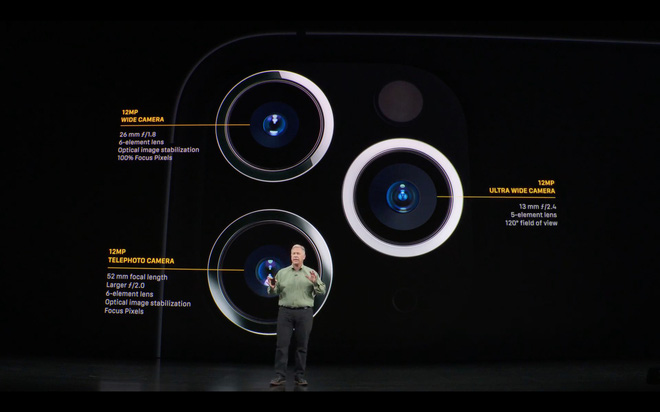 12MP
WIDE CAMERA
26 mm ƒ/1.8
6-element lens
Optical image stabilization
100% Focus Pixels
12MP
ULTRA WIDE CAMERA
13 mm ƒ/2.4
5-element lens
120° field of view
12MP
TELEPHOTO CAMERA
52 mm focal length
Larger ƒ/2.0
6-element lens
Optical image stabilization
Focus Pixels